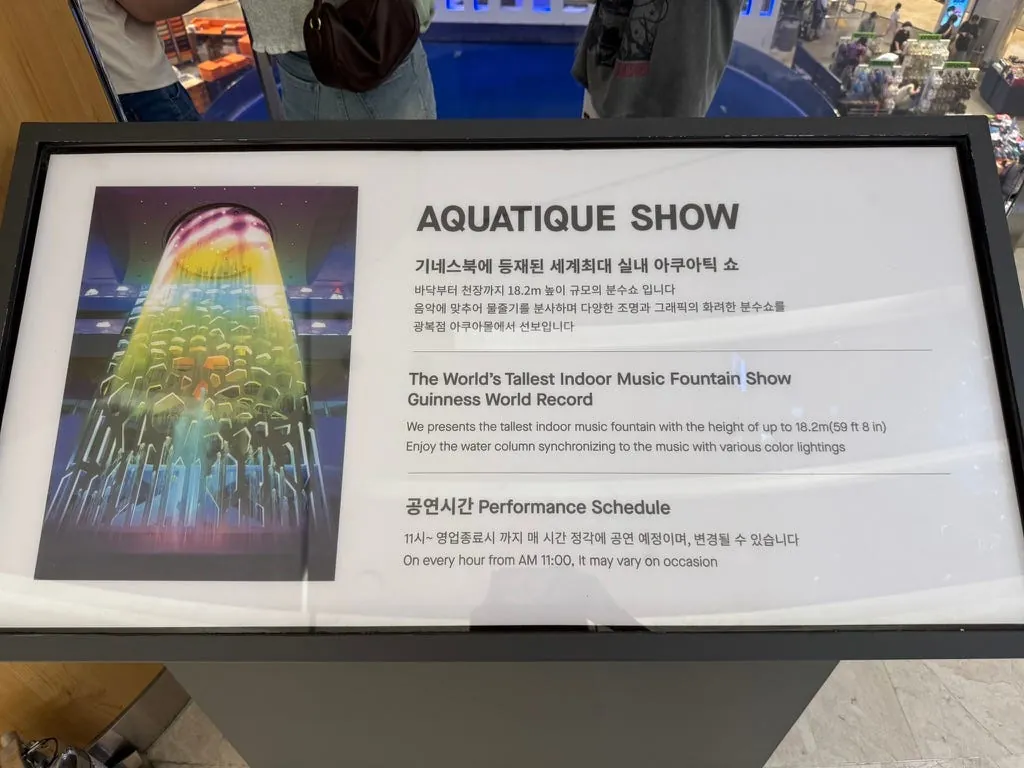 AQUATIQUE SHOW
기네스북에 등재된 세계최대 실내 아쿠아틱 쇼
바닥부터 천장까지 18.2m 높이 규모의 분수쇼 입니다
음악에 맞추어 물줄기를 분사하며 다양한 조명과 그래픽의 화려한 분수쇼를
광복점 아쿠아몰에서 선보입니다
The World's Tallest Indoor Music Fountain Show
Guinness World Record
We presents the tallest indoor music fountain with the height of up to 18.2m(59 ft 8 in)
Enjoy the water column synchronizing to the music with various color lightings
공연시간 Performance Schedule
11시~ 영업종료시 까지 매 시간 정각에 공연 예정이며, 변경될 수 있습니다
On every hour from AM 11:00, It may vary on occasion